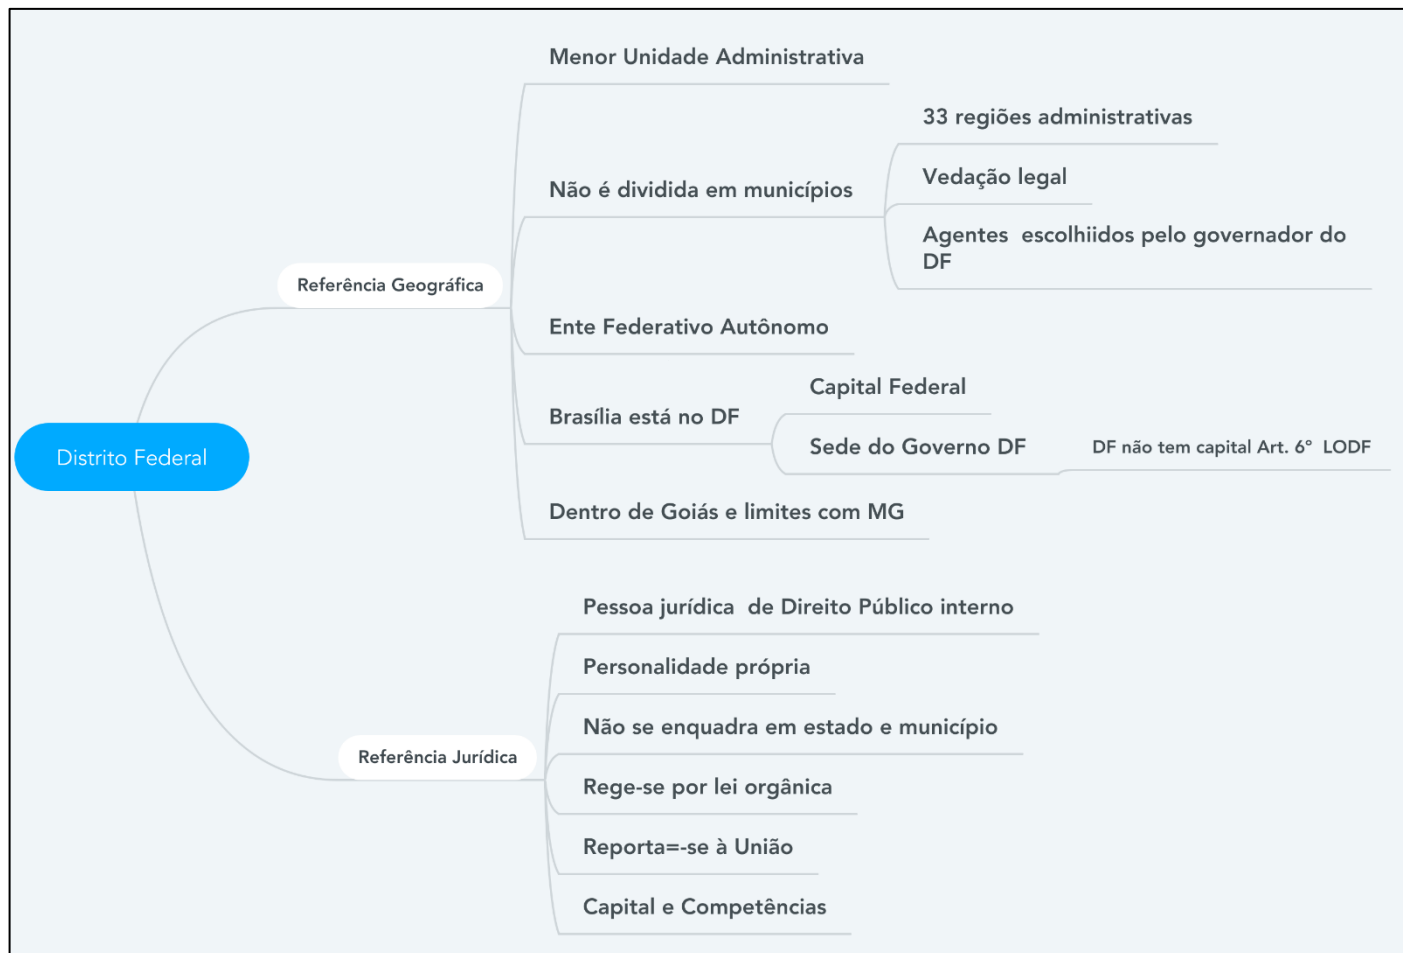 Distrito Federal
Referência Geográfica
Menor Unidade Administrativa
Não é dividida em municípios
33 regiões administrativas
Vedação legal
Agentes escolhiidos pelo governador do
DF
Ente Federativo Autônomo
Brasília está no DF
Capital Federal
Sede do Governo DF
DF não tem capital Art. 6º LODF
Dentro de Goiás e limites com MG
Referência Jurídica
Pessoa jurídica de Direito Público interno
Personalidade própria
Não se enquadra em estado e município
Rege-se por lei orgânica
Reporta=-se à União
Capital e Competências